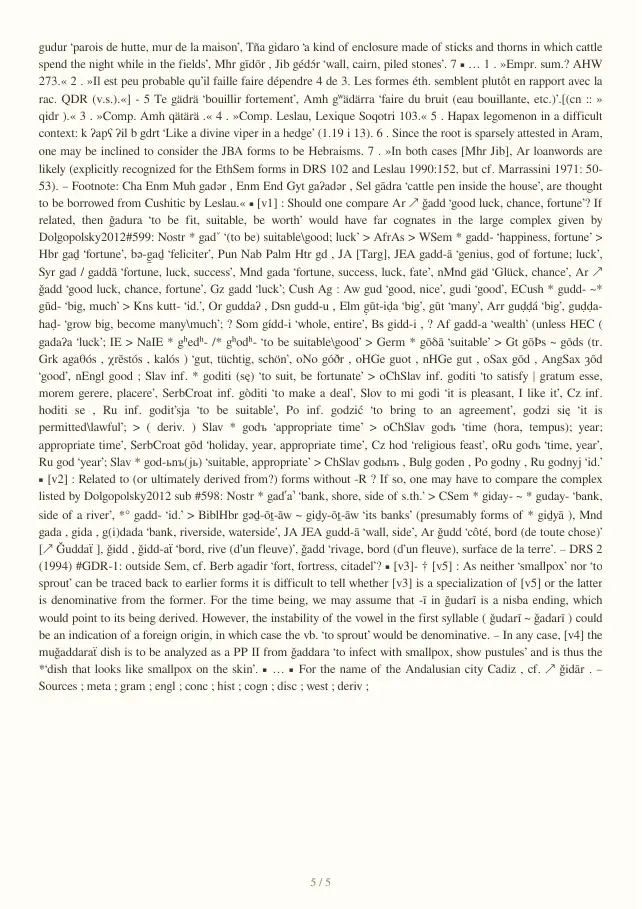 gudur ‘parois de hutte, mur de la maison’, Tña gidaro ‘a kind of enclosure made of sticks and thorns in which cattle
spend the night while in the fields’, Mhr gīdōr , Jib gédɔ́r ‘wall, cairn, piled stones’. 7 ▪ … 1 . »Empr. sum.? AHW
273.« 2 . »Il est peu probable qu’il faille faire dépendre 4 de 3. Les formes éth. semblent plutôt en rapport avec la
rac. QDR (v.s.).«] - 5 Te gädrä ‘bouillir fortement’, Amh gʷädärra ‘faire du bruit (eau bouillante, etc.)’.[(cn :: »
qidr ).« 3 . »Comp. Amh qätärä .« 4 . »Comp. Leslau, Lexique Soqotri 103.« 5 . Hapax legomenon in a difficult
context: k ʔapʕ ʔil b gdrt ‘Like a divine viper in a hedge’ (1.19 i 13). 6 . Since the root is sparsely attested in Aram,
one may be inclined to consider the JBA forms to be Hebraisms. 7 . »In both cases [Mhr Jib], Ar loanwords are
likely (explicitly recognized for the EthSem forms in DRS 102 and Leslau 1990:152, but cf. Marrassini 1971: 50-
53). – Footnote: Cha Enm Muh gadər , Enm End Gyt gaʔadər , Sel gädra ‘cattle pen inside the house’, are thought
to be borrowed from Cushitic by Leslau.« ▪ [v1] : Should one compare Ar ↗ ǧadd ‘good luck, chance, fortune’? If
related, then ǧadura ‘to be fit, suitable, be worth’ would have far cognates in the large complex given by
Dolgopolsky2012#599: Nostr * gadˇ ‘(to be) suitable\good; luck’ > AfrAs > WSem * gadd- ‘happiness, fortune’ >
Hbr gaḏ ‘fortune’, bə-gaḏ ‘feliciter’, Pun Nab Palm Htr gd , JA [Targ], JEA gadd-ā ‘genius, god of fortune; luck’,
Syr gad / gaddā ‘fortune, luck, success’, Mnd gada ‘fortune, success, luck, fate’, nMnd gäd ‘Glück, chance’, Ar ↗
ǧadd ‘good luck, chance, fortune’, Gz gadd ‘luck’; Cush Ag : Aw gud ‘good, nice’, gudi ‘good’, ECush * gudd- ~*
gūd- ‘big, much’ > Kns kutt- ‘id.’, Or guddaʔ , Dsn gudd-u , Elm gūt-iḍa ‘big’, gūt ‘many’, Arr guḍḍá ‘big’, guḍḍa-
haḍ- ‘grow big, become many\much’; ? Som gídd-i ‘whole, entire’, Bs gidd-i , ? Af gadd-a ‘wealth’ (unless HEC (
gadaʔa ‘luck’; IE > NaIE * gʰedʰ- /* gʰodʰ- ‘to be suitable\good’ > Germ * gōðā ‘suitable’ > Gt gōÞs ~ gōds (tr.
Grk agaθós , χrēstós , kalós ) ‘gut, tüchtig, schön’, oNo góðr , oHGe guot , nHGe gut , oSax gōd , AngSax ʒōd
‘good’, nEngl good ; Slav inf. * goditi (sę) ‘to suit, be fortunate’ > oChSlav inf. goditi ‘to satisfy | gratum esse,
morem gerere, placere’, SerbCroat inf. gòditi ‘to make a deal’, Slov to mi godi ‘it is pleasant, I like it’, Cz inf.
hoditi se , Ru inf. godit’sja ‘to be suitable’, Po inf. godzić ‘to bring to an agreement’, godzi się ‘it is
permitted\lawful’; > ( deriv. ) Slav * godъ ‘appropriate time’ > oChSlav godъ ‘time (hora, tempus); year;
appropriate time’, SerbCroat gōd ‘holiday, year, appropriate time’, Cz hod ‘religious feast’, oRu godъ ‘time, year’,
Ru god ‘year’; Slav * god-ьnъ(jь) ‘suitable, appropriate’ > ChSlav godьnъ , Bulg goden , Po godny , Ru godnyj ‘id.’
▪ [v2] : Related to (or ultimately derived from?) forms without -R ? If so, one may have to compare the complex
listed by Dolgopolsky2012 sub #598: Nostr * gadʕaˈ ‘bank, shore, side of s.th.’ > CSem * giday- ~ * guday- ‘bank,
side of a river’, *° gadd- ‘id.’ > BiblHbr gəḏ-ōṯ-āw ~ giḏy-ōṯ-āw ‘its banks’ (presumably forms of * giḏyā ), Mnd
gada , gida , g(i)dada ‘bank, riverside, waterside’, JA JEA gudd-ā ‘wall, side’, Ar ǧudd ‘côté, bord (de toute chose)’
[↗ Ǧuddaẗ ], ǧidd , ǧidd-aẗ ‘bord, rive (d’un fleuve)’, ǧadd ‘rivage, bord (d’un fleuve), surface de la terre’. – DRS 2
(1994) #GDR-1: outside Sem, cf. Berb agadir ‘fort, fortress, citadel’? ▪ [v3]- † [v5] : As neither ‘smallpox’ nor ‘to
sprout’ can be traced back to earlier forms it is difficult to tell whether [v3] is a specialization of [v5] or the latter
is denominative from the former. For the time being, we may assume that -ī in ǧudarī is a nisba ending, which
would point to its being derived. However, the instability of the vowel in the first syllable ( ǧudarī ~ ǧadarī ) could
be an indication of a foreign origin, in which case the vb. ‘to sprout’ would be denominative. – In any case, [v4] the
muǧaddaraẗ dish is to be analyzed as a PP II from ǧaddara ‘to infect with smallpox, show pustules’ and is thus the
*‘dish that looks like smallpox on the skin’. ▪ … ▪ For the name of the Andalusian city Cadiz , cf. ↗ ǧidār . –
Sources ; meta ; gram ; engl ; conc ; hist ; cogn ; disc ; west ; deriv ;
5 / 5